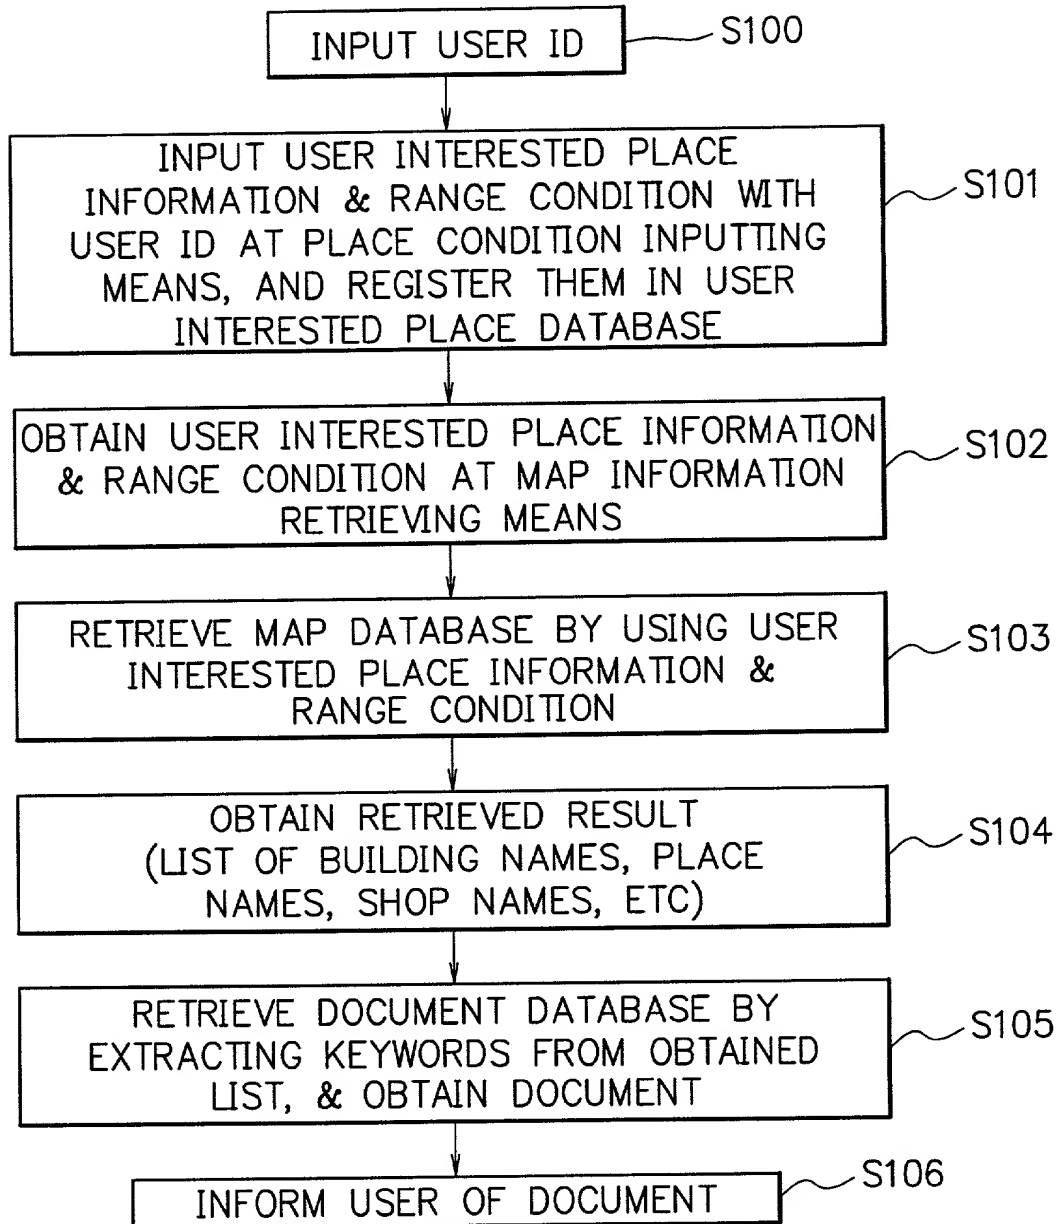 INPUT USER ID
S100
INPUT USER INTERESTED PLACE
INFORMATION & RANGE CONDITION WITH
USER ID AT PLACE CONDITION INPUTTING
MEANS, AND REGISTER THEM IN USER
INTERESTED PLACE DATABASE
S101
OBTAIN USER INTERESTED PLACE INFORMATION
& RANGE CONDITION AT MAP INFORMATION
RETRIEVING MEANS
S102
RETRIEVE MAP DATABASE BY USING USER
INTERESTED PLACE INFORMATION &
RANGE CONDITION
S103
OBTAIN RETRIEVED RESULT
(LIST OF BUILDING NAMES, PLACE
NAMES, SHOP NAMES, ETC)
S104
RETRIEVE DOCUMENT DATABASE BY
EXTRACTING KEYWORDS FROM OBTAINED
LIST, & OBTAIN DOCUMENT
S105
INFORM USER OF DOCUMENT
S106